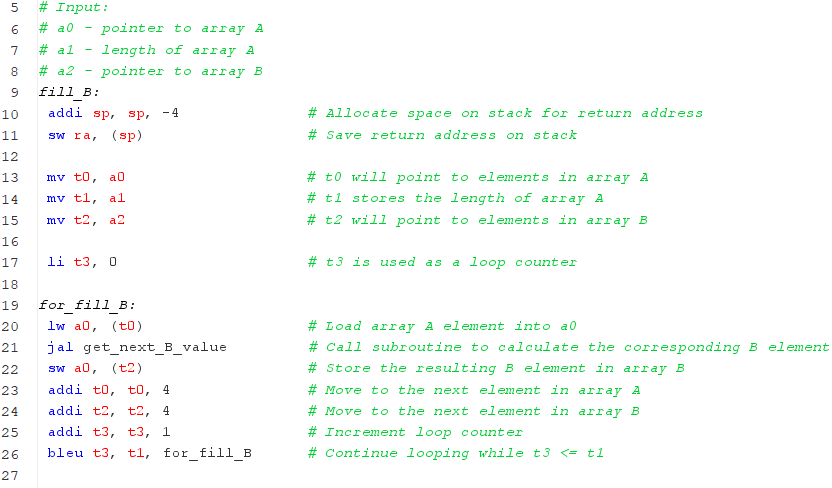 5 # Input:
6 # a0 - pointer to array A
7 # a1 - length of array A
8 # a2 - pointer to array B
9 fill_B:
10 addi sp, sp, -4 # Allocate space on stack for return address
11 sw ra, (sp) # Save return address on stack
12
13 mv t0, a0 # t0 will point to elements in array A
14 mv t1, a1 # t1 stores the length of array A
15 mv t2, a2 # t2 will point to elements in array B
16
17 li t3, 0 # t3 is used as a loop counter
18
19 for_fill_B:
20 lw a0, (t0) # Load array A element into a0
21 jal get_next_B_value # Call subroutine to calculate the corresponding B element
22 sw a0, (t2) # Store the resulting B element in array B
23 addi t0, t0, 4 # Move to the next element in array A
24 addi t2, t2, 4 # Move to the next element in array B
25 addi t3, t3, 1 # Increment loop counter
26 bleu t3, t1, for_fill_B # Continue looping while t3 <= t1
27